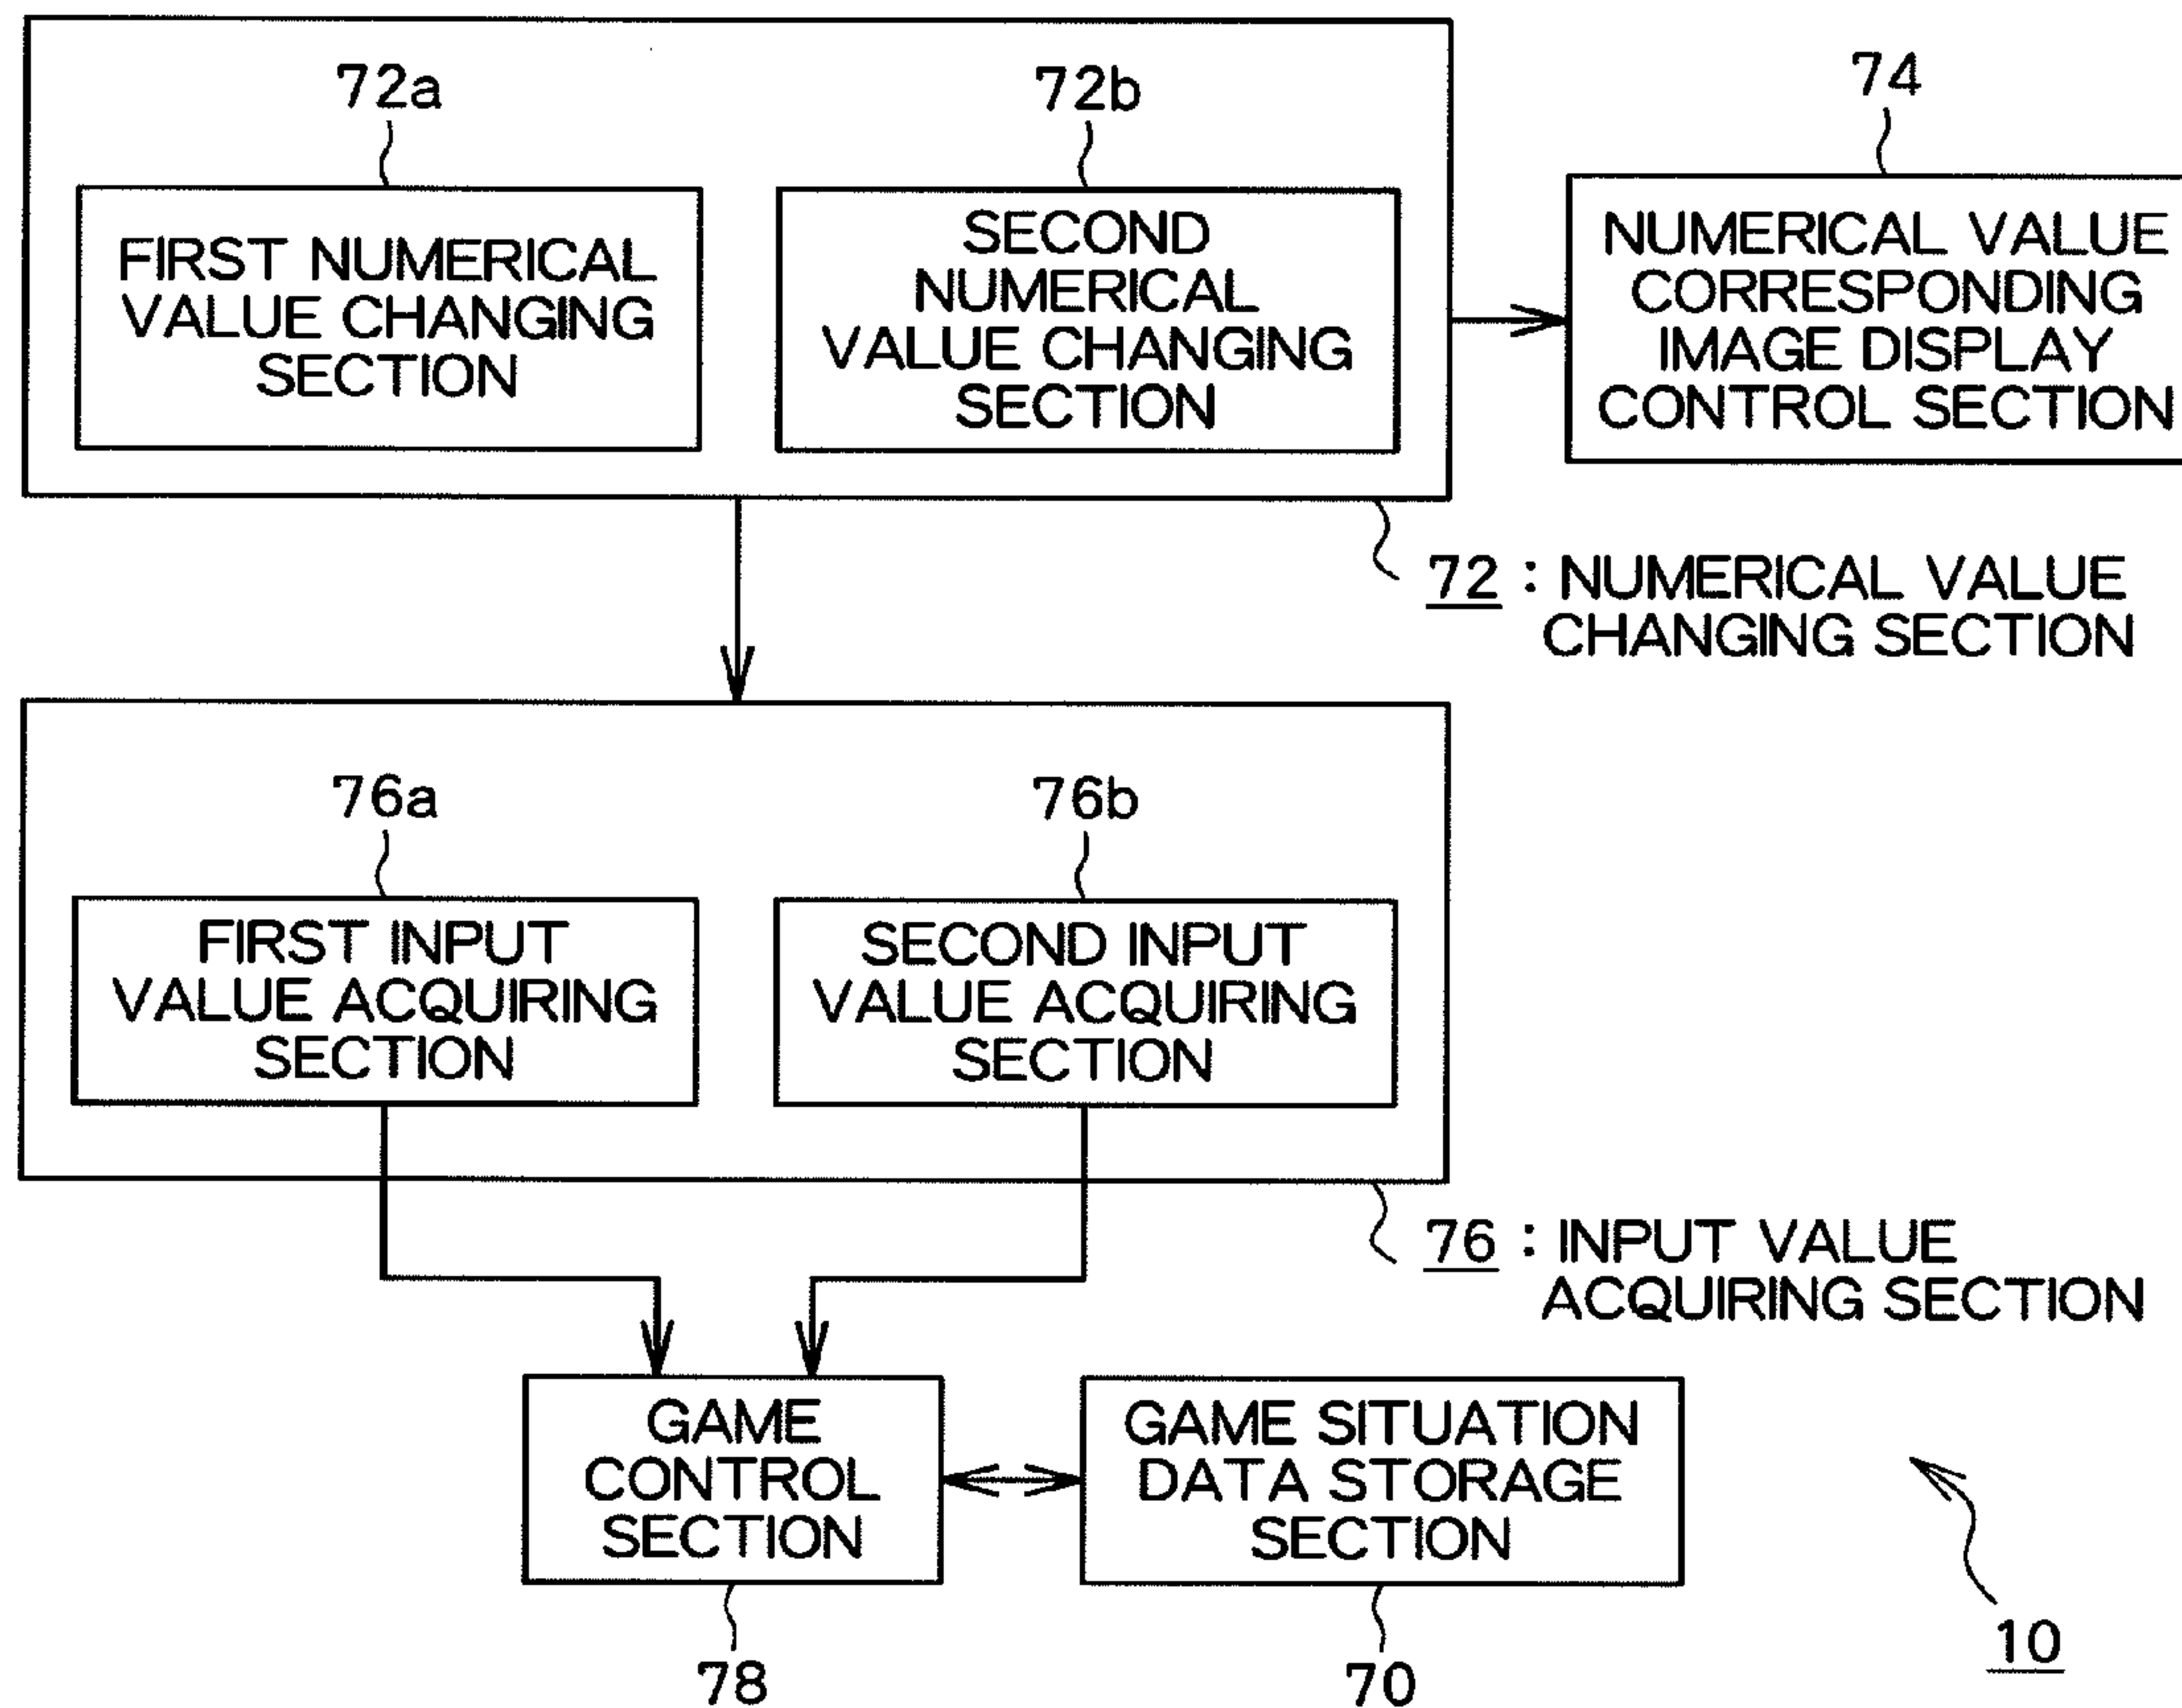 72a
72b
74
FIRST NUMERICAL
VALUE CHANGING
SECTION
SECOND
NUMERICAL
VALUE CHANGING
SECTION
NUMERICAL VALUE
CORRESPONDING
IMAGE DISPLAY
CONTROL SECTION
72 : NUMERICAL VALUE
CHANGING SECTION
76a
76b
FIRST INPUT
VALUE ACQUIRING
SECTION
SECOND INPUT
VALUE ACQUIRING
SECTION
76 : INPUT VALUE
ACQUIRING SECTION
GAME
CONTROL
SECTION
GAME SITUATION
DATA STORAGE
SECTION
78
70
10